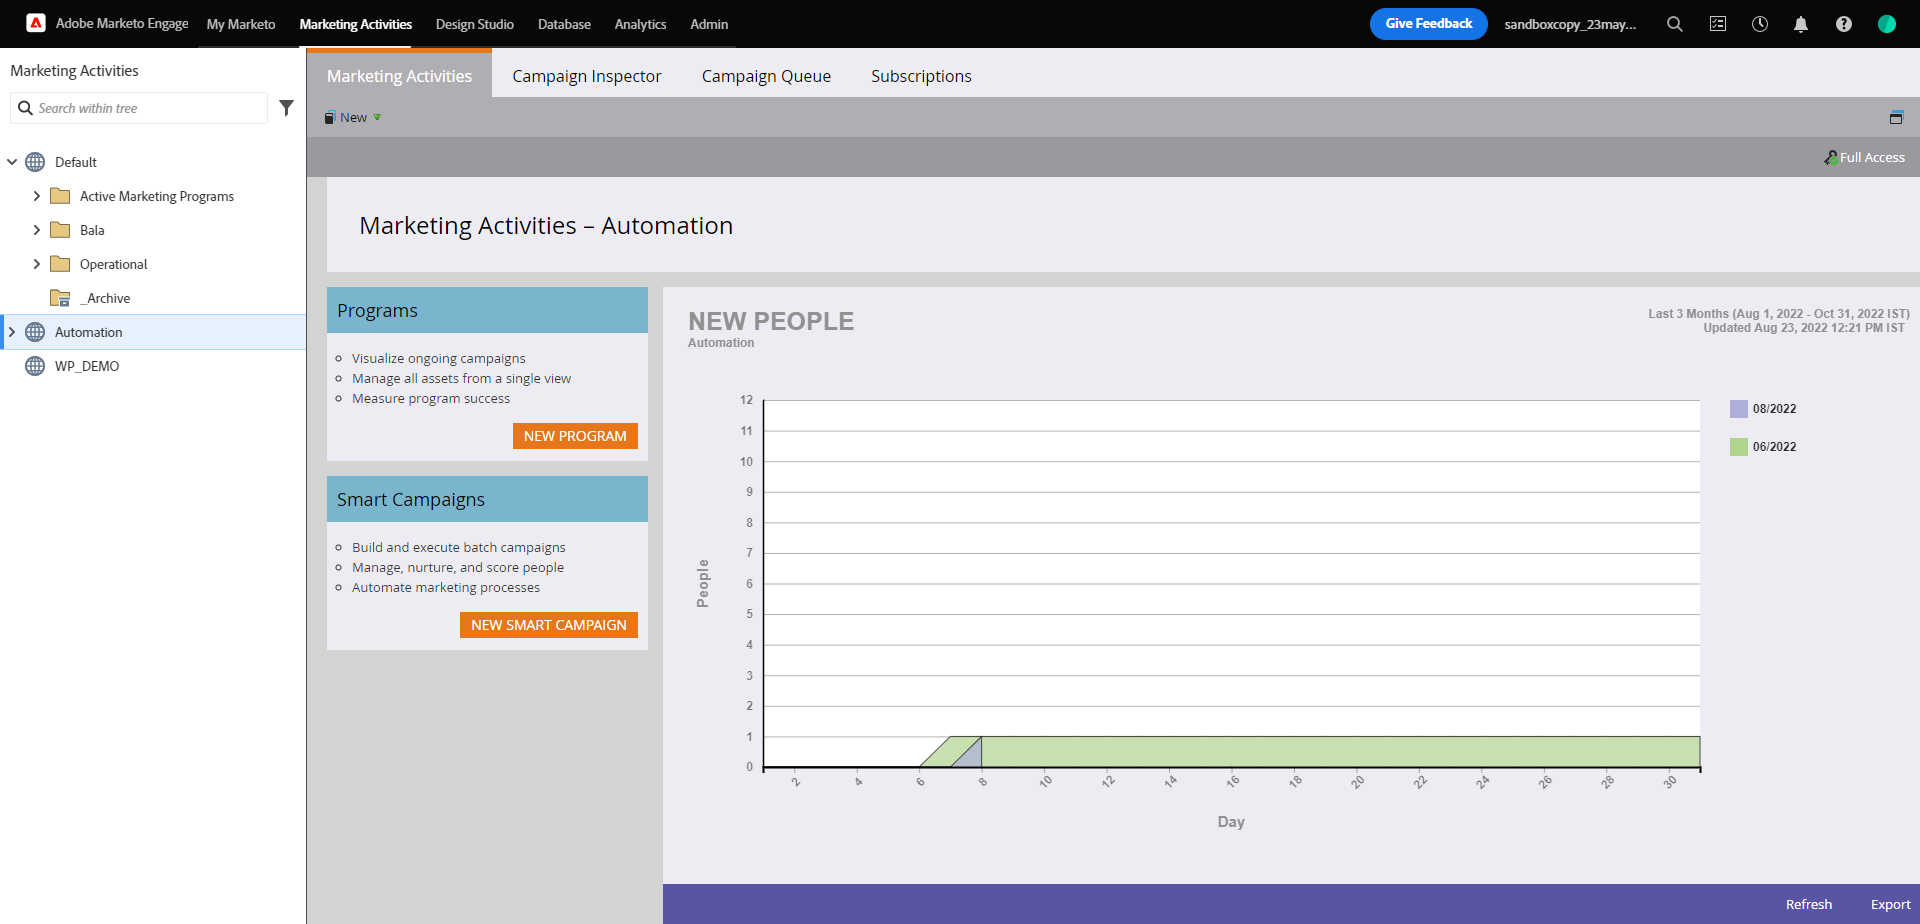 Adobe Marketo Engage
My Marketo
Marketing Activities
Design Studio
Database
Analytics
Admin
Give Feedback
sandboxcopy_23may...
Marketing Activities
Search within tree
Default
Active Marketing Programs
Bala
Operational
_Archive
Automation
WP_DEMO
Marketing Activities
Campaign Inspector
Campaign Queue
Subscriptions
New
Full Access
Marketing Activities – Automation
Programs
Visualize ongoing campaigns
Manage all assets from a single view
Measure program success
NEW PROGRAM
Smart Campaigns
Build and execute batch campaigns
Manage, nurture, and score people
Automate marketing processes
NEW SMART CAMPAIGN
NEW PEOPLE
Automation
Last 3 Months (Aug 1, 2022 - Oct 31, 2022 IST)
Updated Aug 23, 2022 12:21 PM IST
12
11
10
9
8
7
6
5
4
3
2
1
0
People
2
4
6
8
10
12
14
16
18
20
22
24
26
28
30
Day
08/2022
06/2022
Refresh
Export